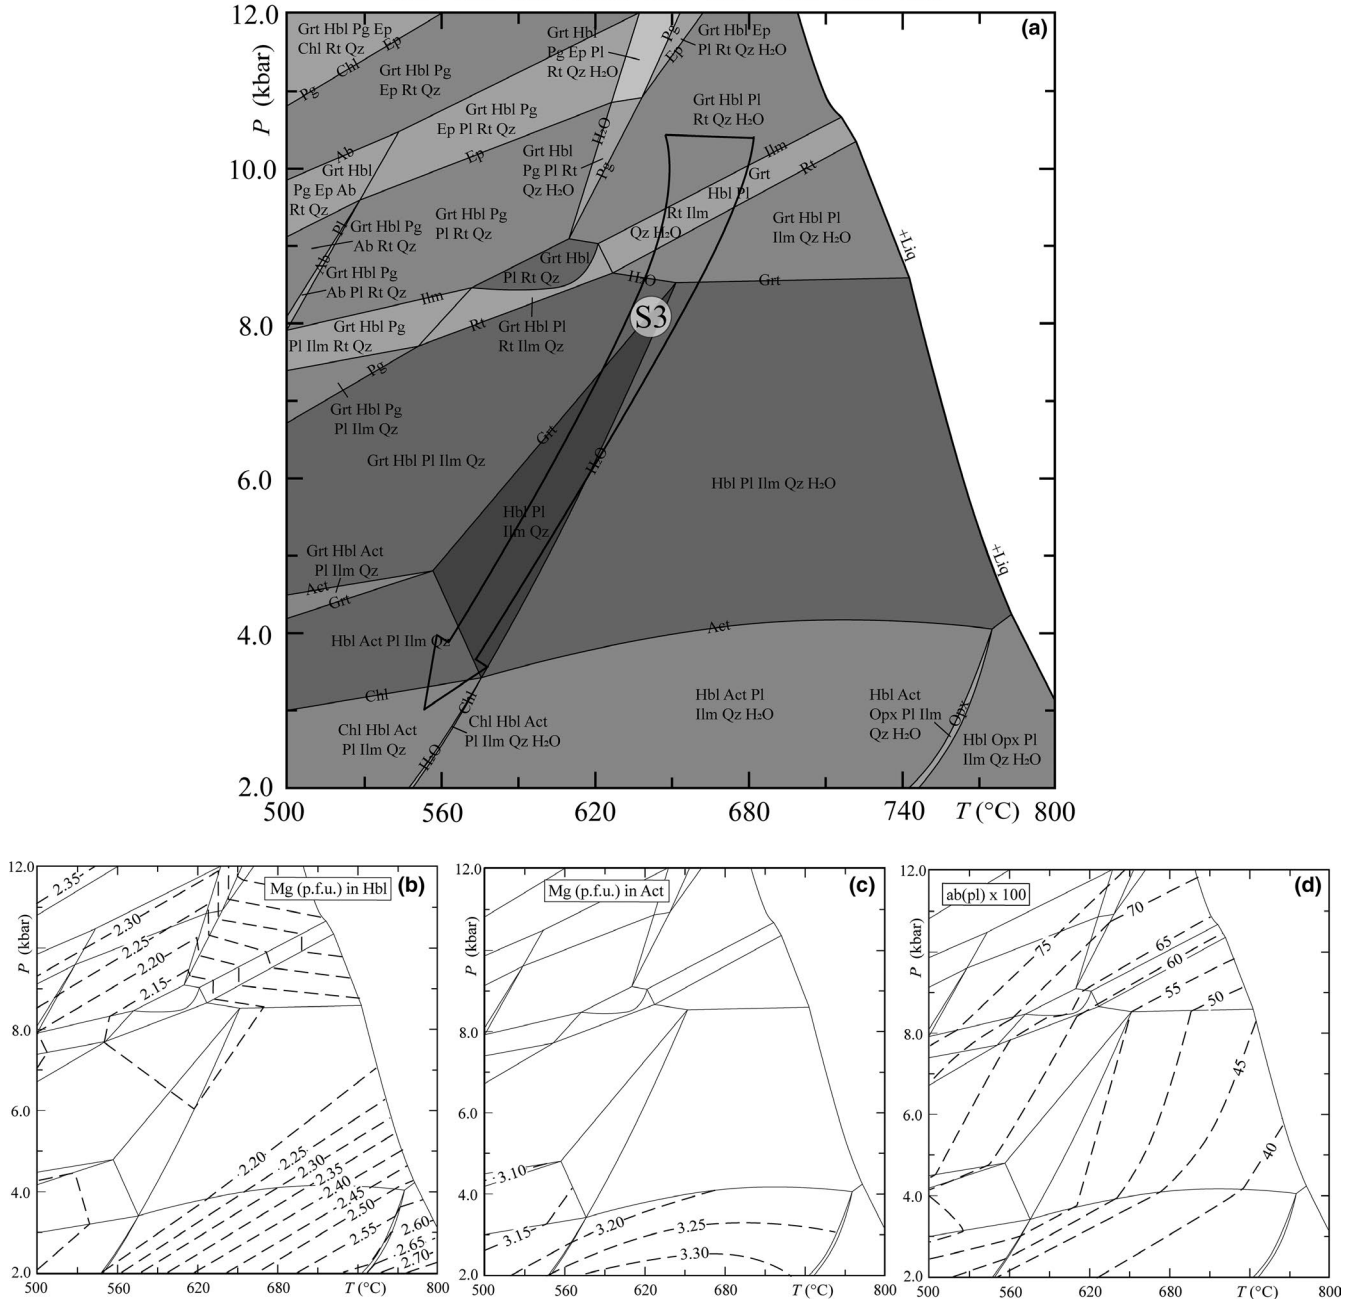 12.0
10.0
8.0
6.0
4.0
2.0
P (kbar)
(a)
Grt Hbl Pg Ep
Chl Rt Qz
Ep
Chl
Pg
Grt Hbl Pg
Ep Rt Qz
Grt Hbl
Pg Ep Pl
Rt Qz H₂O
Pg
Ep
Grt Hbl Ep
Pl Rt Qz H₂O
Grt Hbl Pl
Rt Qz H₂O
Grt Hbl Pg
Ep Pl Rt Qz
H₂O
Ab
Ep
Grt Hbl
Pg Pl Rt
Qz H₂O
Pg
Ilm
Grt
Rt
Hbl Pl
Rt Ilm
Qz H₂O
Grt Hbl
Pg Ep Ab
Rt Qz
Pl
Ab
Grt Hbl Pg
Ab Rt Qz
Grt Hbl Pg
Pl Rt Qz
Grt Hbl Pl
Ilm Qz H₂O
+Liq
Grt Hbl Pg
Ab Pl Rt Qz
Grt Hbl
Pl Rt Qz
H₂O
Grt
Ilm
Rt
S3
Grt Hbl Pg
Pl Ilm Rt Qz
Grt Hbl Pl
Rt Ilm Qz
Pg
Grt Hbl Pg
Pl Ilm Qz
Grt Hbl Pl Ilm Qz
Grt
H₂O
Hbl Pl Ilm Qz H₂O
Hbl Pl
Ilm Qz
+Liq
Grt Hbl Act
Pl Ilm Qz
Act
Grt
Hbl Act Pl Ilm Qz
Act
Chl
Chl
Hbl Act Pl
Ilm Qz H₂O
Hbl Act
Opx Pl Ilm
Qz H₂O
Opx
Chl Hbl Act
Pl Ilm Qz
H₂O
Chl Hbl Act
Pl Ilm Qz H₂O
Hbl Opx Pl
Ilm Qz H₂O
500 560 620 680 740 T (°C) 800
12.0
P (kbar)
8.0
6.0
4.0
2.0
Mg (p.f.u.) in Hbl
(b)
2.35
2.30
2.25
2.20
2.15
2.20
2.25
2.30
2.35
2.40
2.45
2.50
2.55
2.60
2.65
2.70
500 560 620 680 T (°C) 800
12.0
P (kbar)
8.0
6.0
4.0
2.0
Mg (p.f.u.) in Act
(c)
3.10
3.15
3.20
3.25
3.30
500 560 620 680 T (°C) 800
12.0
P (kbar)
8.0
6.0
4.0
2.0
ab(pl) x 100
(d)
75
70
65
60
55
50
45
40
500 560 620 680 T (°C) 800